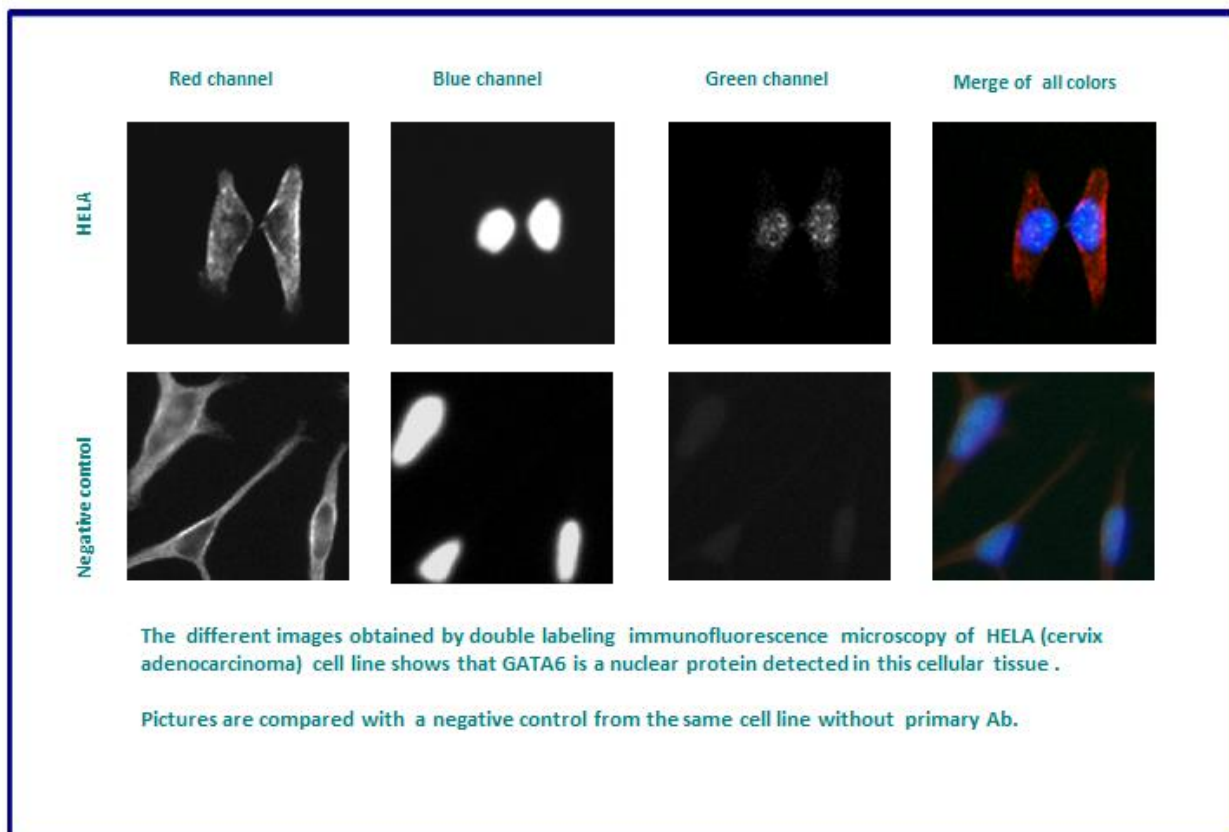 Red channel
Blue channel
Green channel
Merge of all colors
HELA
Negative control
The different images obtained by double labeling immunofluorescence microscopy of HELA (cervix
adenocarcinoma) cell line shows that GATA6 is a nuclear protein detected in this cellular tissue .
Pictures are compared with a negative control from the same cell line without primary Ab.